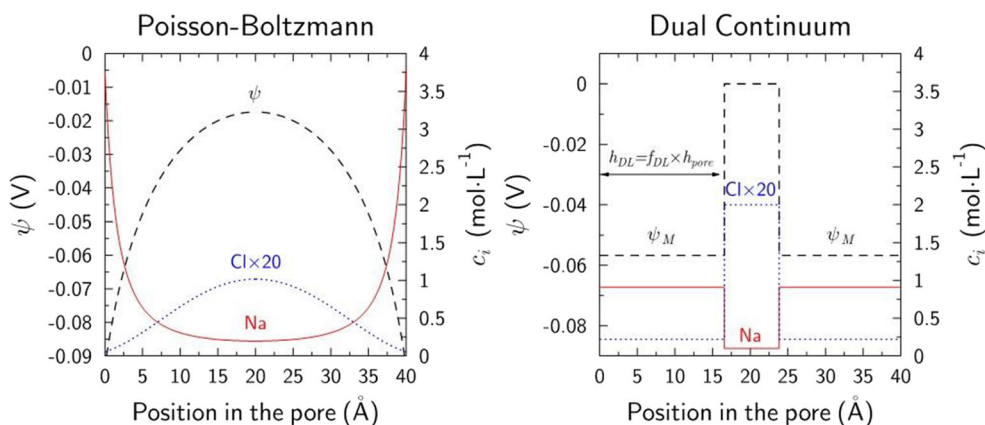 Poisson-Boltzmann
0
-0.01
-0.02
-0.03
-0.04
-0.05
-0.06
-0.07
-0.08
-0.09
ψ (V)
ψ
Cl×20
Na
4
3.5
3
2.5
2
1.5
1
0.5
0
c_i (mol·L⁻¹)
0 5 10 15 20 25 30 35 40
Position in the pore (Å)
Dual Continuum
0
-0.02
-0.04
-0.06
-0.08
ψ (V)
h_DL=f_DL×h_pore
Cl×20
ψ_M ψ_M
Na
4
3.5
3
2.5
2
1.5
1
0.5
0
c_i (mol·L⁻¹)
0 5 10 15 20 25 30 35 40
Position in the pore (Å)